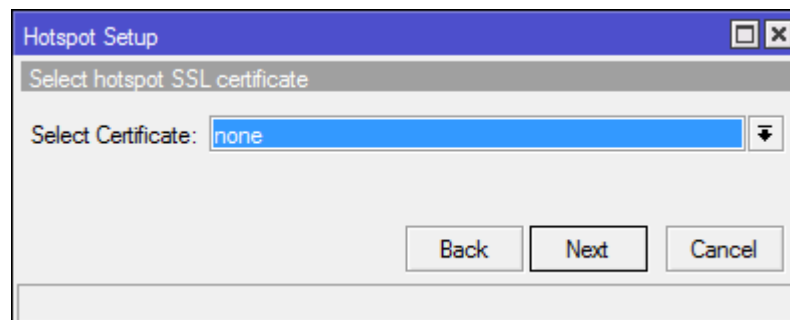 Hotspot Setup
Select hotspot SSL certificate
Select Certificate: none
Back Next Cancel